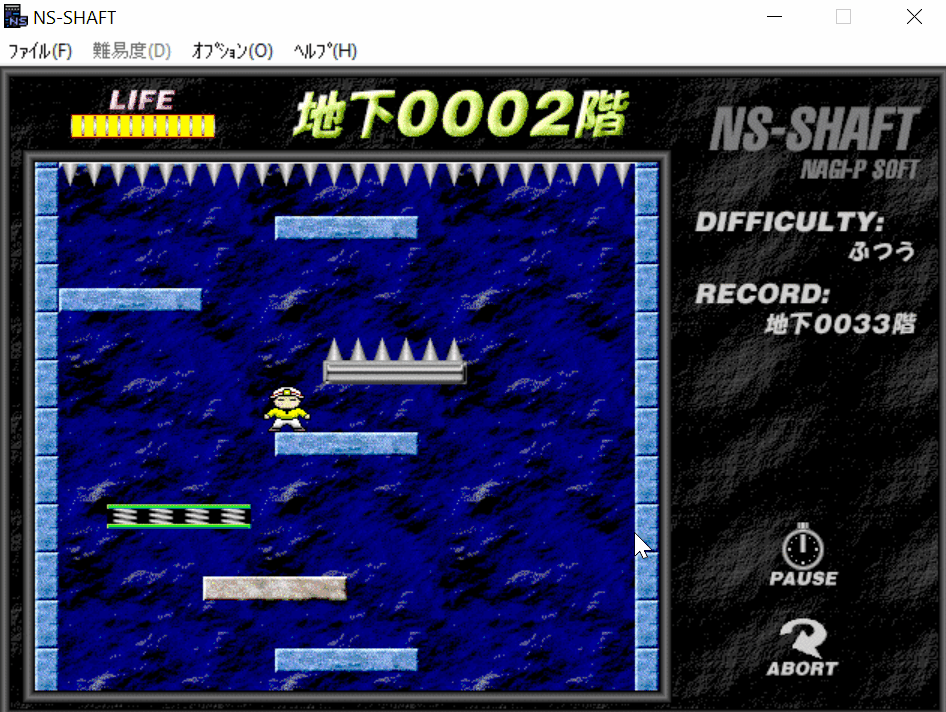 NS-SHAFT
ﾌｧｲﾙ(F) 難易度(D) ｵﾌﾟｼｮﾝ(O) ﾍﾙﾌﾟ(H)
LIFE
地下0002階
NS-SHAFT
NAGI-P SOFT
DIFFICULTY:
ふつう
RECORD:
地下0033階
PAUSE
ABORT